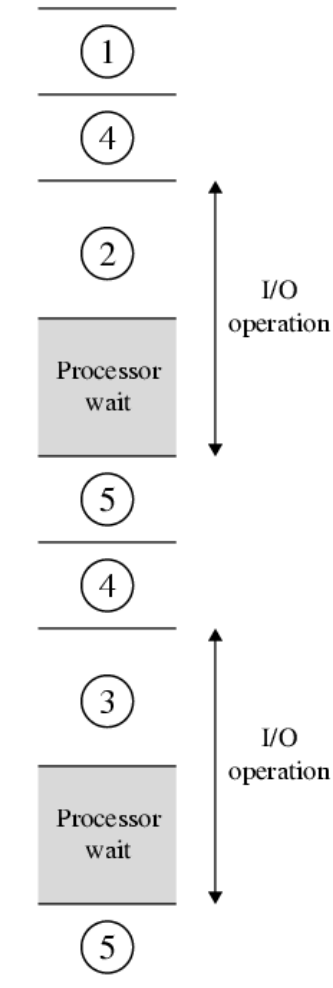 1
4
2
I/O
operation
Processor
wait
5
4
3
I/O
operation
Processor
wait
5